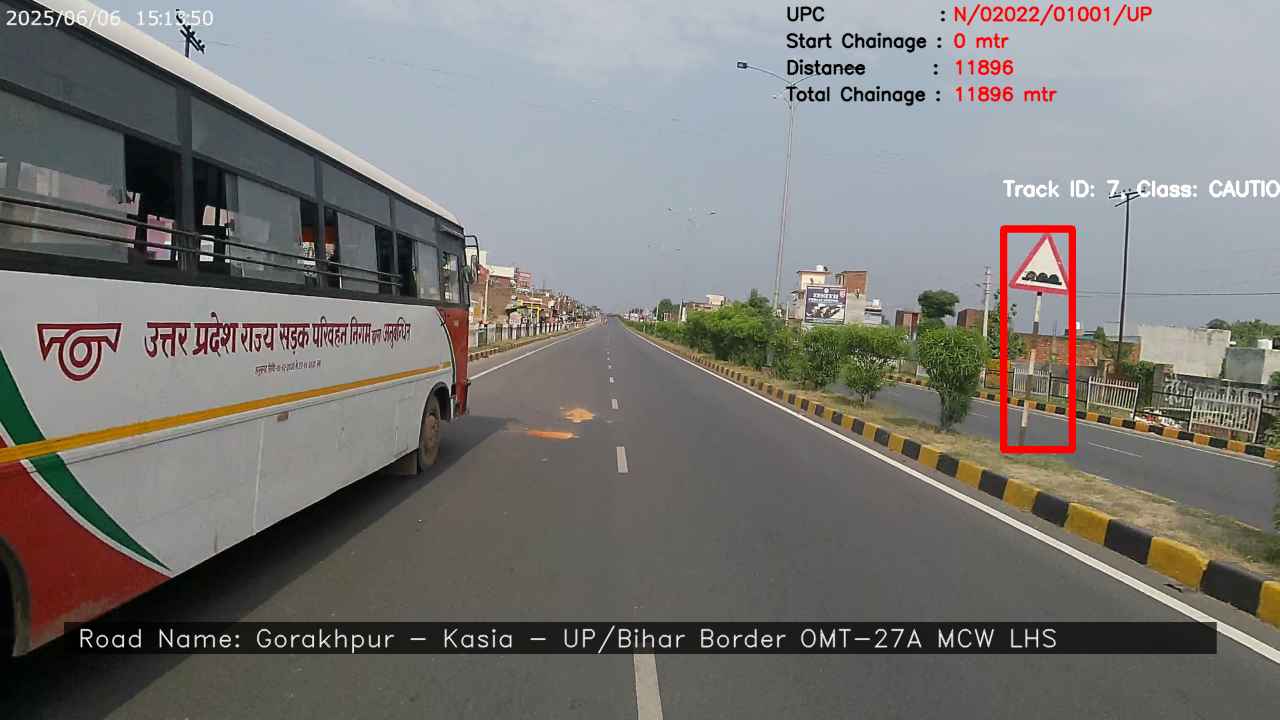 2025/06/06 15:13:50
UPC : N/02022/01001/UP
Start Chainage : 0 mtr
Distanee : 11896
Total Chainage : 11896 mtr
Track ID: 7, Class: CAUTIO
उत्तर प्रदेश राज्य सड़क परिवहन निगम द्वारा अनुबन्धित
Road Name: Gorakhpur - Kasia - UP/Bihar Border OMT-27A MCW LHS